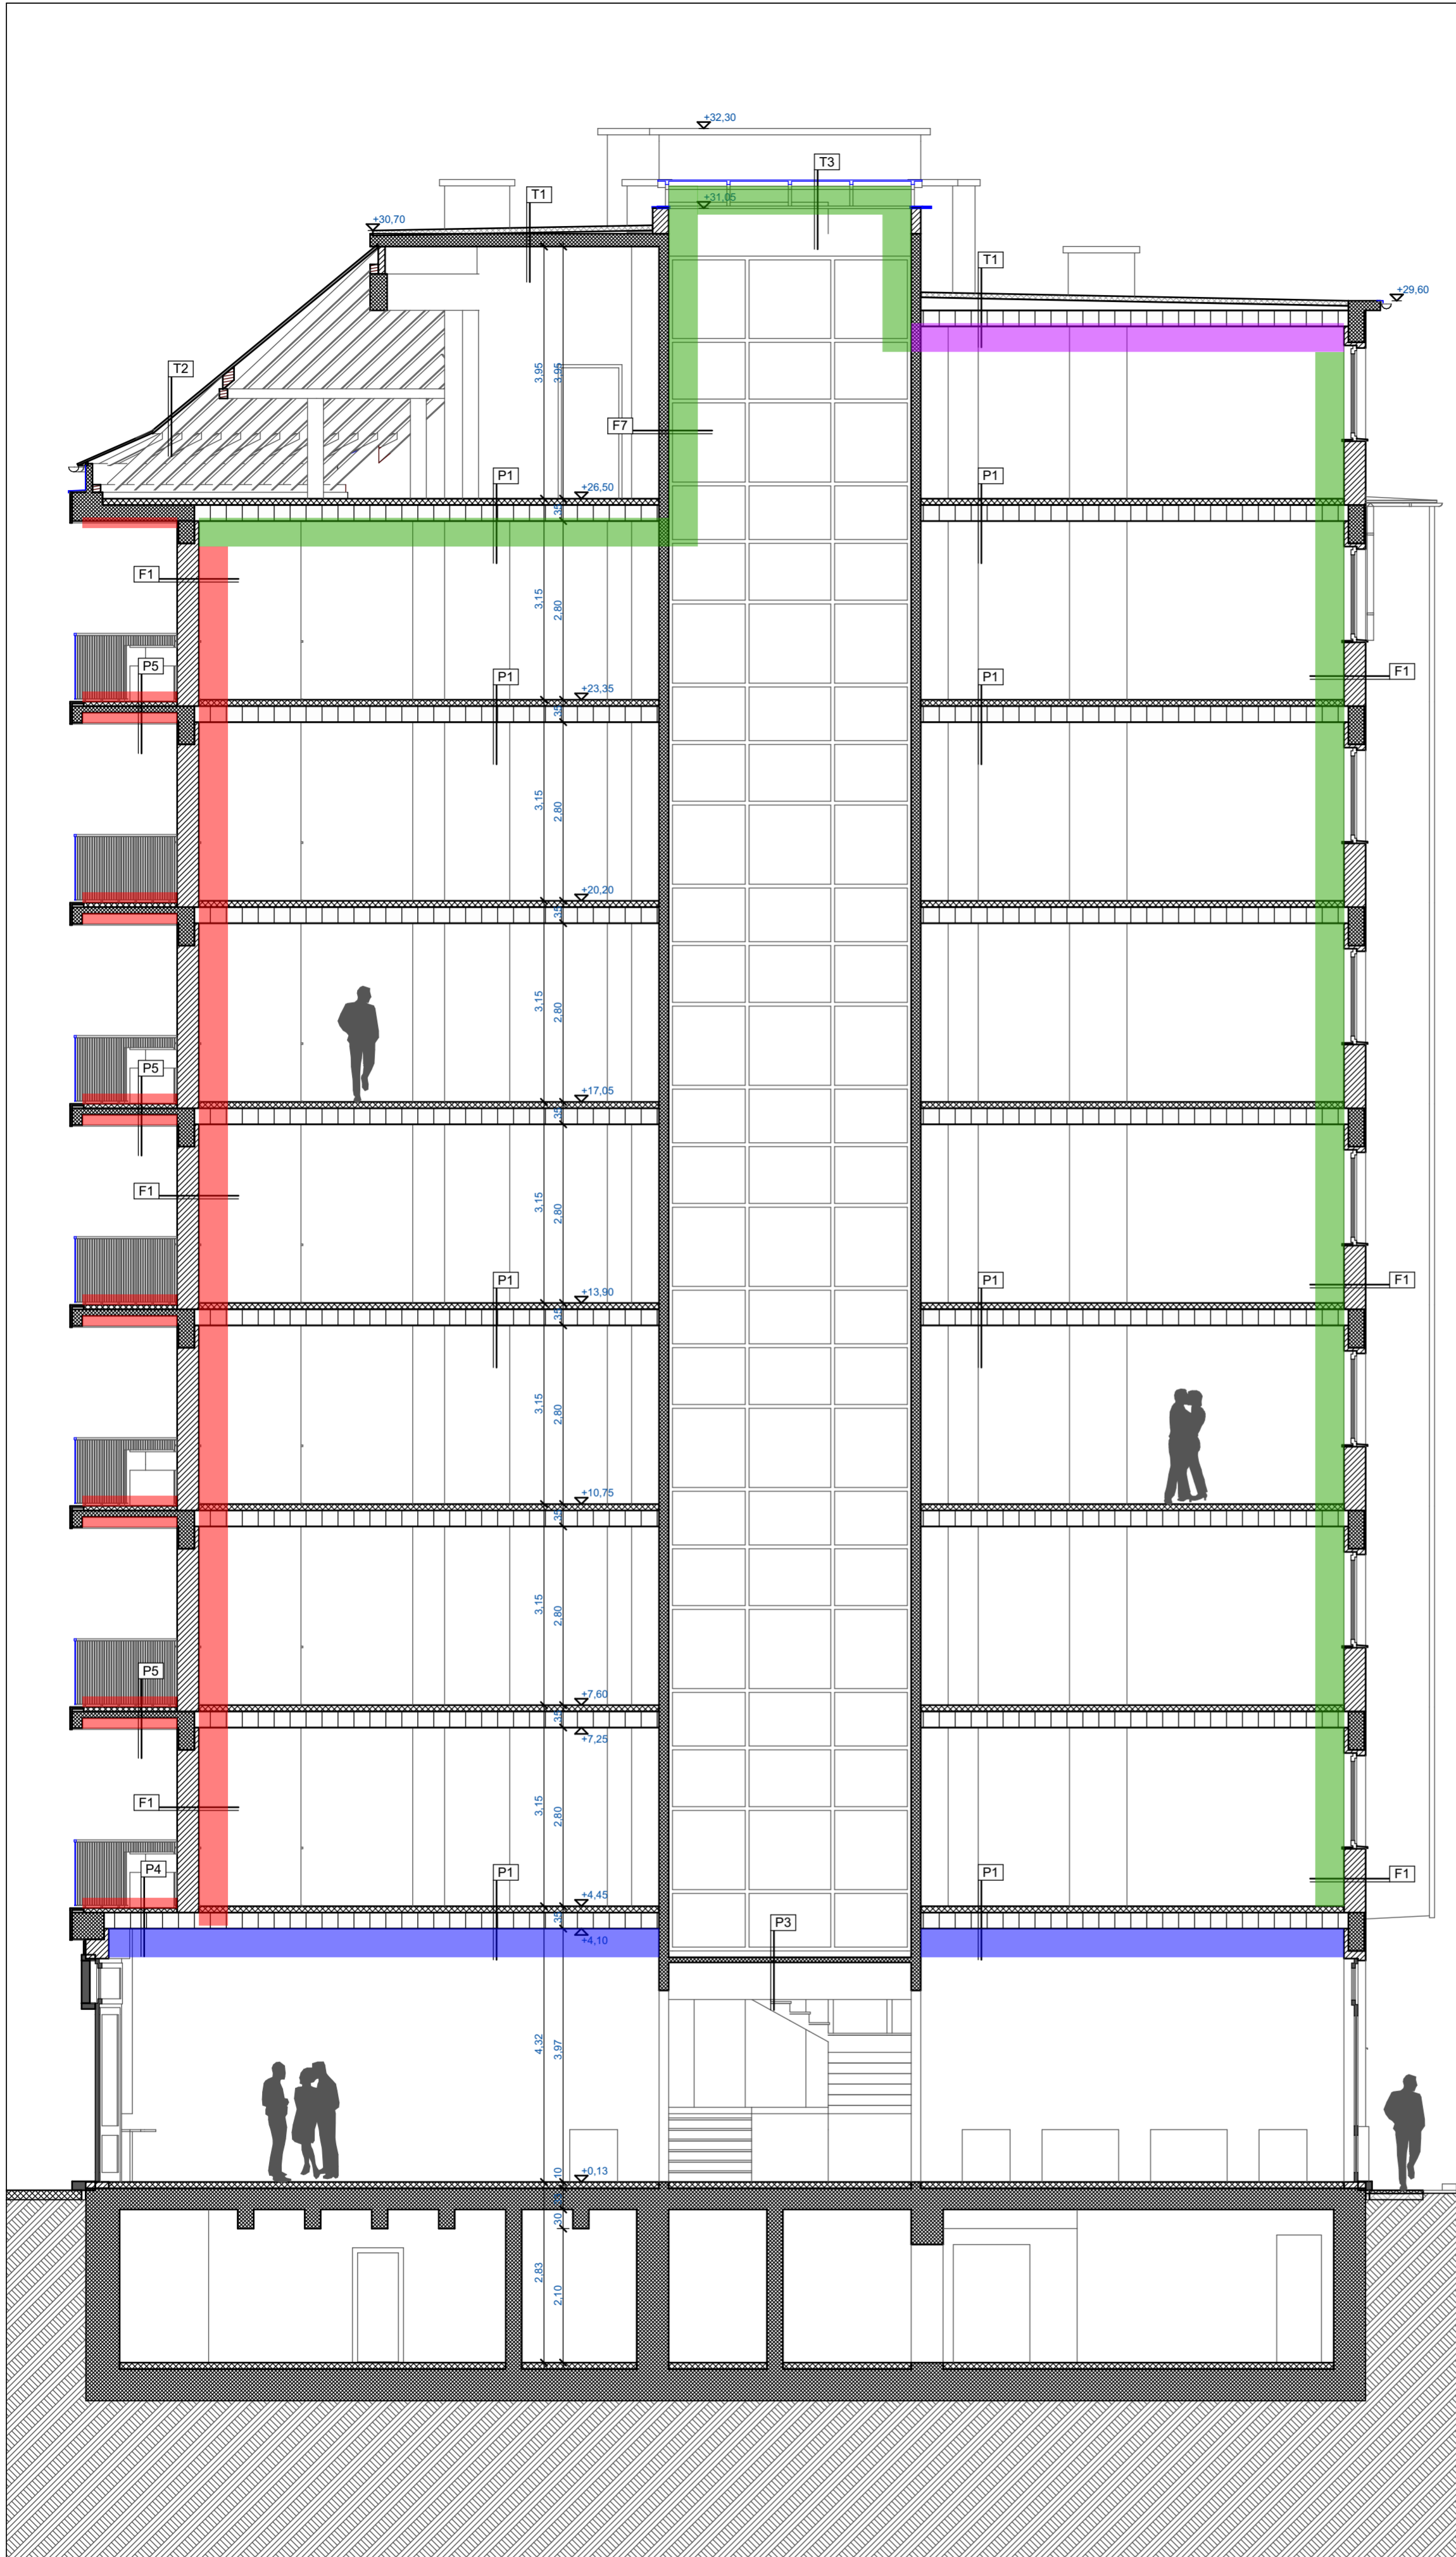 +32,30
T3
T1
+31,05
+30,70
T1
+29,60
T2
3,95
3,95
F7
P1
P1
+26,50
35
F1
3,15
2,80
P5
P1
P1
F1
+23,35
35
3,15
2,80
+20,20
35
3,15
2,80
P5
+17,05
35
F1
3,15
2,80
P1
P1
F1
+13,90
35
3,15
2,80
+10,75
35
3,15
2,80
P5
+7,60
35
+7,25
F1
3,15
2,80
P4
P1
P1
F1
+4,45
35
P3
+4,10
4,32
3,97
+0,13
10
30
2,83
2,10